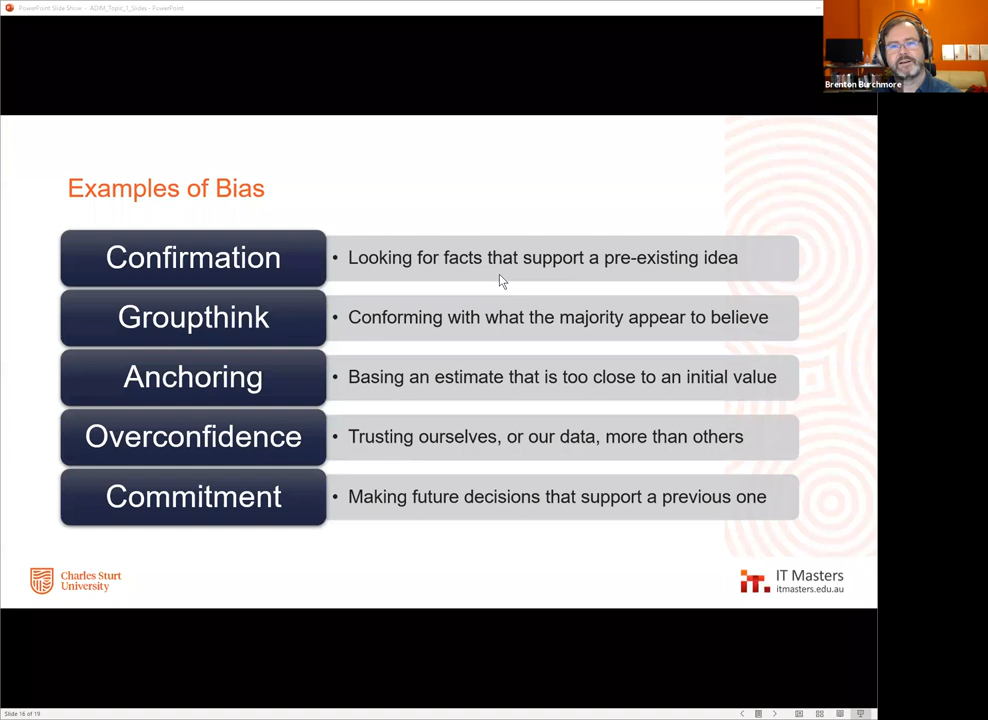 PowerPoint Slide Show - ADIM_Topic_1_Slides - PowerPoint
Brenton Burchmore
Examples of Bias
Confirmation
• Looking for facts that support a pre-existing idea
Groupthink
• Conforming with what the majority appear to believe
Anchoring
• Basing an estimate that is too close to an initial value
Overconfidence
• Trusting ourselves, or our data, more than others
Commitment
• Making future decisions that support a previous one
Charles Sturt
University
IT Masters
itmasters.edu.au
Slide 16 of 19